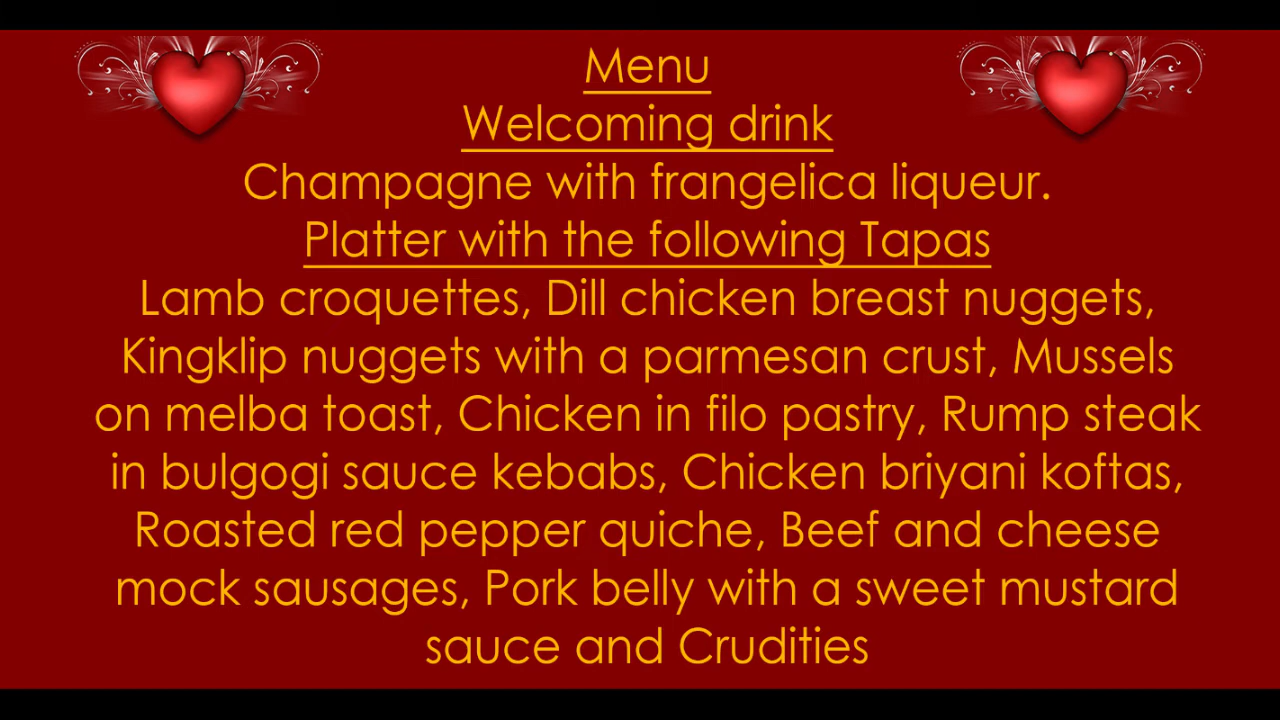 Menu
Welcoming drink
Champagne with frangelica liqueur.
Platter with the following Tapas
Lamb croquettes, Dill chicken breast nuggets,
Kingklip nuggets with a parmesan crust, Mussels
on melba toast, Chicken in filo pastry, Rump steak
in bulgogi sauce kebabs, Chicken briyani koftas,
Roasted red pepper quiche, Beef and cheese
mock sausages, Pork belly with a sweet mustard
sauce and Crudities